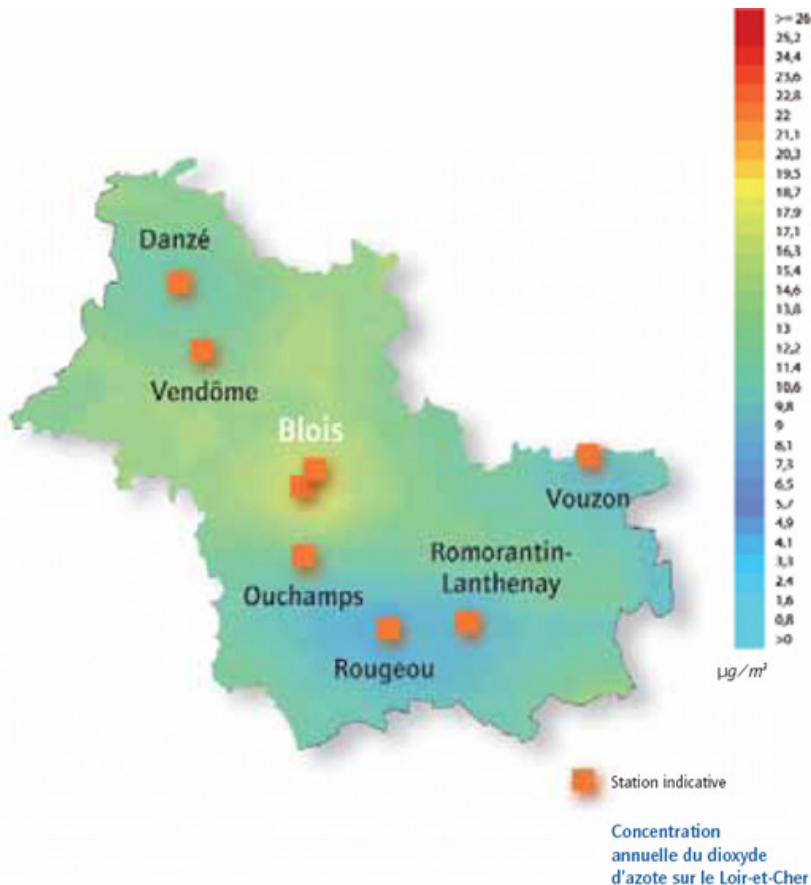 >= 26
25,2
24,4
23,6
22,8
22
21,1
20,3
19,5
18,7
17,9
17,1
16,3
15,4
14,6
13,8
13
12,2
11,4
10,6
9,8
9
8,1
7,3
6,5
5,7
4,9
4,1
3,3
2,4
1,6
0,8
>0
µg/m³
Danzé
Vendôme
Blois
Vouzon
Romorantin-
Lanthenay
Ouchamps
Rougeou
Station indicative
Concentration
annuelle du dioxyde
d'azote sur le Loir-et-Cher